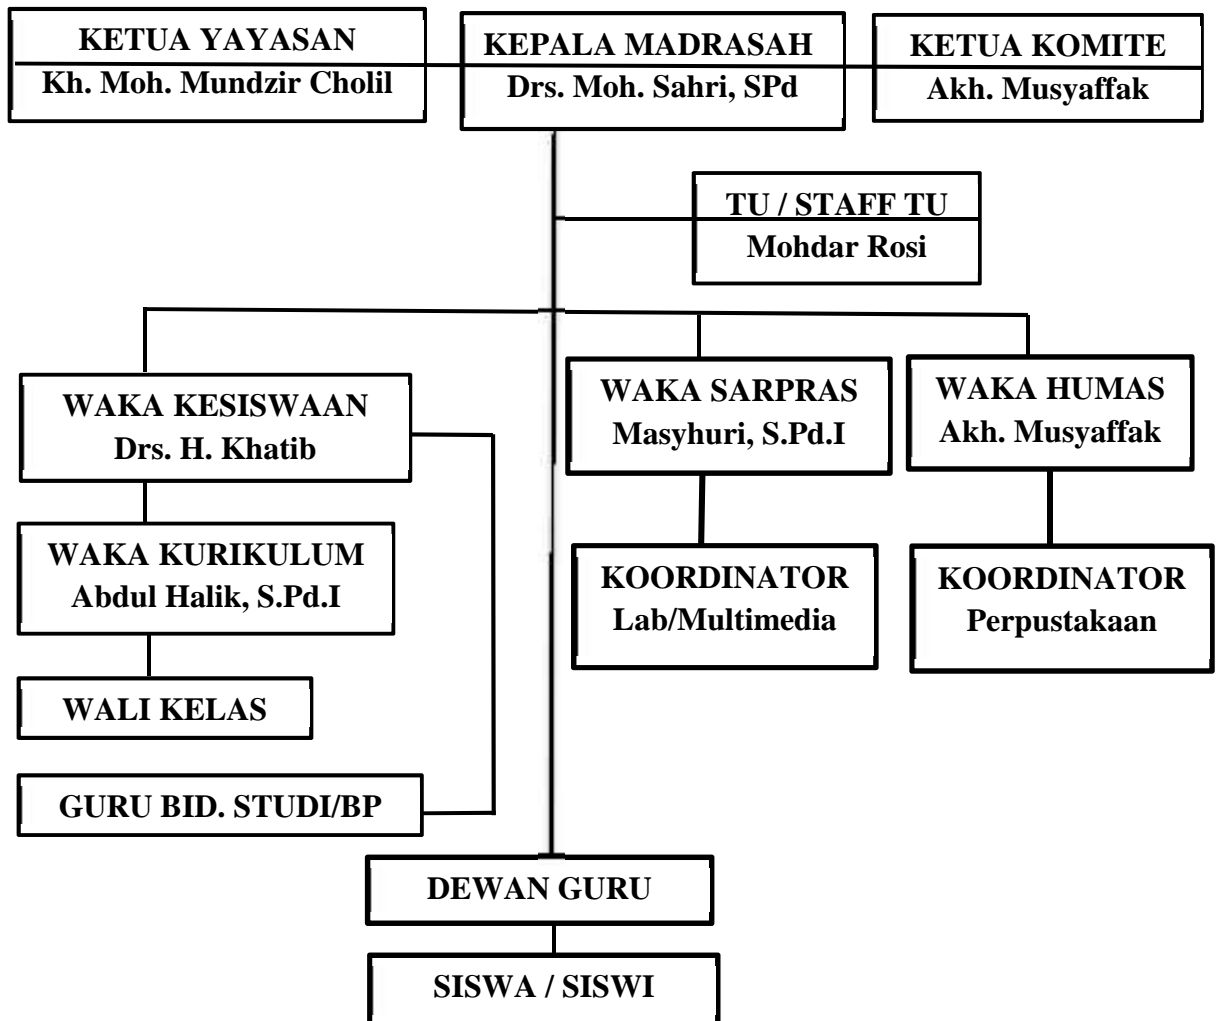 KETUA YAYASAN
Kh. Moh. Mundzir Cholil
KEPALA MADRASAH
Drs. Moh. Sahri, SPd
KETUA KOMITE
Akh. Musyaffak
TU / STAFF TU
Mohdar Rosi
WAKA KESISWAAN
Drs. H. Khatib
WAKA SARPRAS
Masyhuri, S.Pd.I
WAKA HUMAS
Akh. Musyaffak
WAKA KURIKULUM
Abdul Halik, S.Pd.I
KOORDINATOR
Lab/Multimedia
KOORDINATOR
Perpustakaan
WALI KELAS
GURU BID. STUDI/BP
DEWAN GURU
SISWA / SISWI